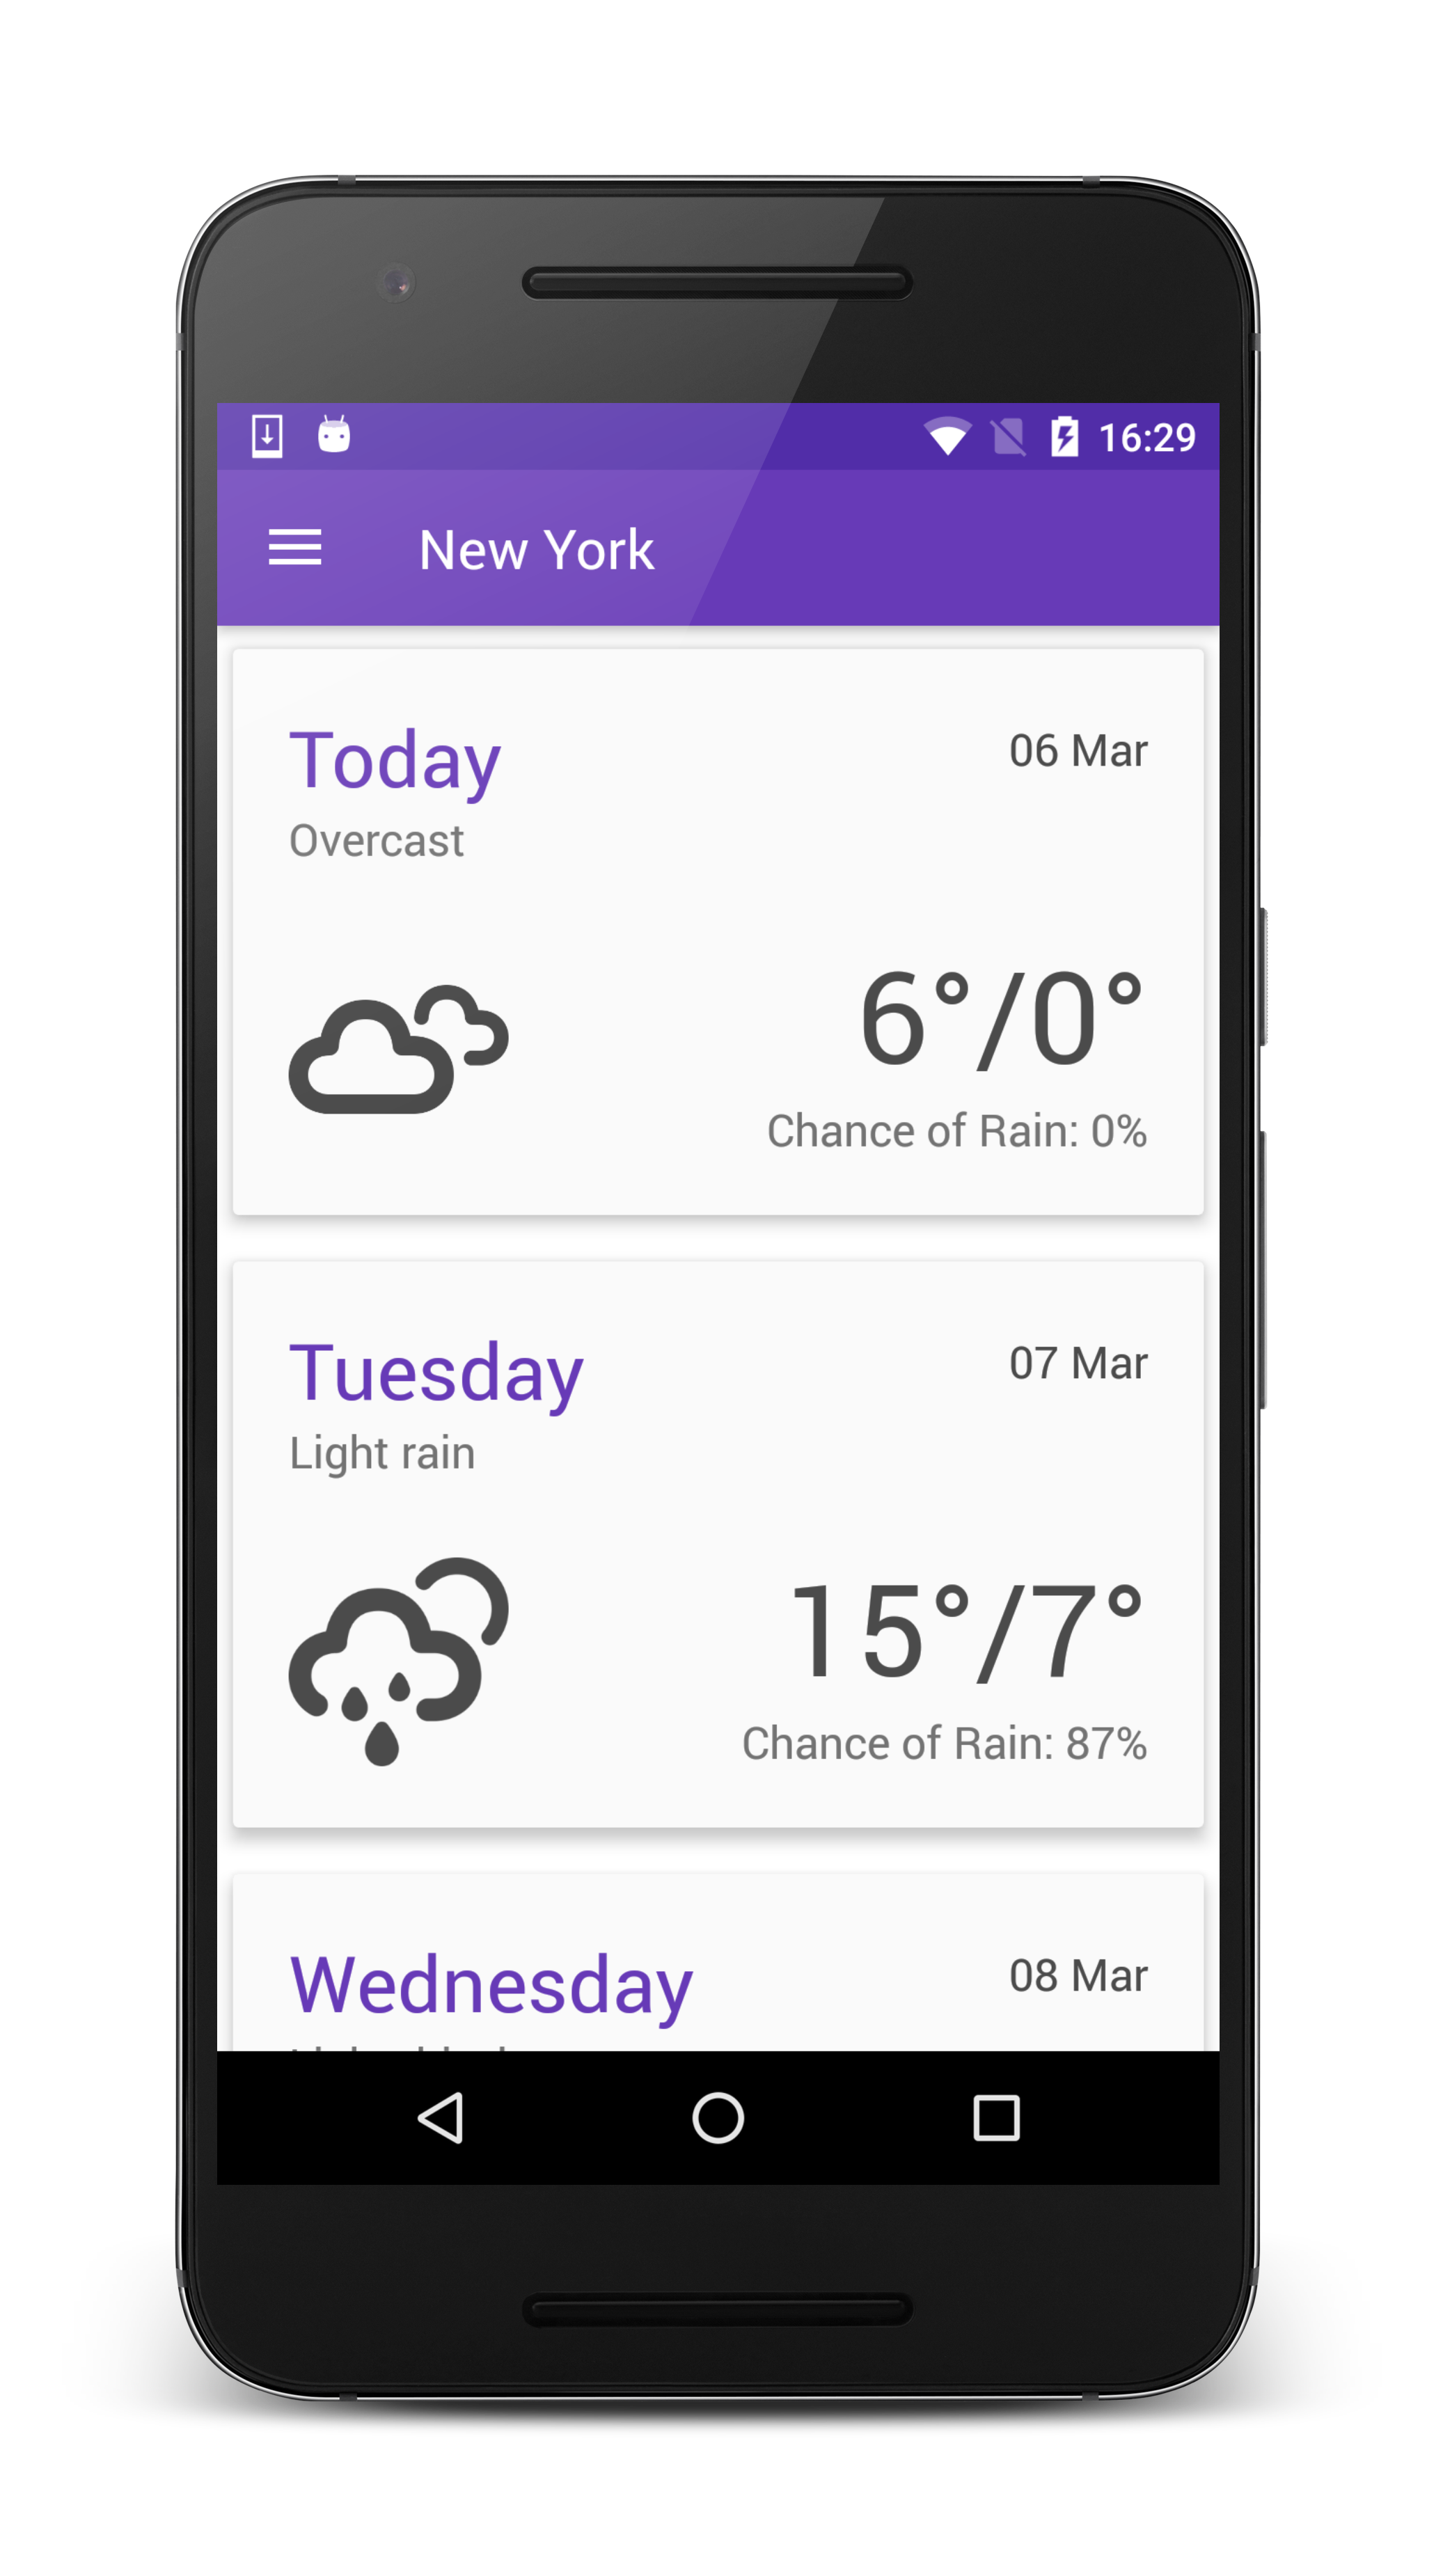 16:29
New York
Today
06 Mar
Overcast
6°/0°
Chance of Rain: 0%
Tuesday
07 Mar
Light rain
15°/7°
Chance of Rain: 87%
Wednesday
08 Mar